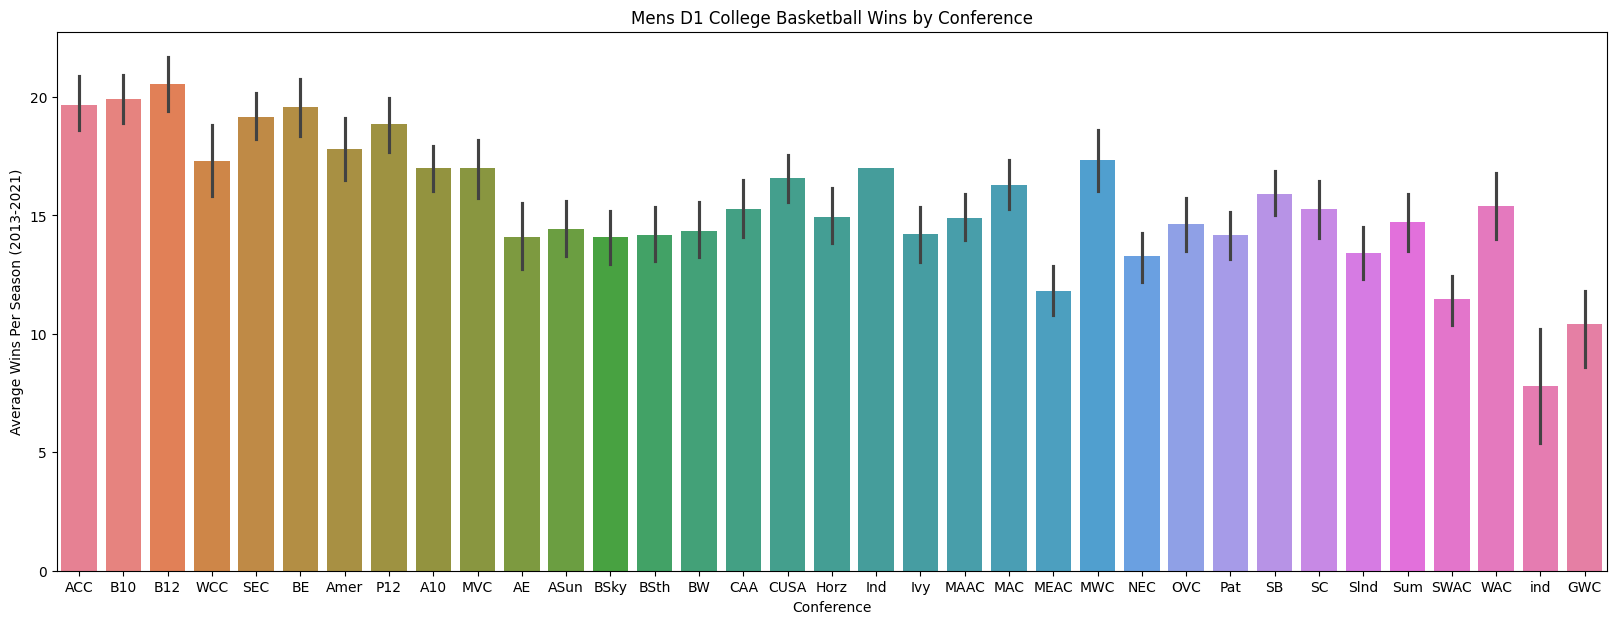 Mens D1 College Basketball Wins by Conference
Average Wins Per Season (2013-2021)
20
15
10
5
0
ACC B10 B12 WCC SEC BE Amer P12 A10 MVC AE ASun BSky BSth BW CAA CUSA Horz Ind Ivy MAAC MAC MEAC MWC NEC OVC Pat SB SC Slnd Sum SWAC WAC ind GWC
Conference